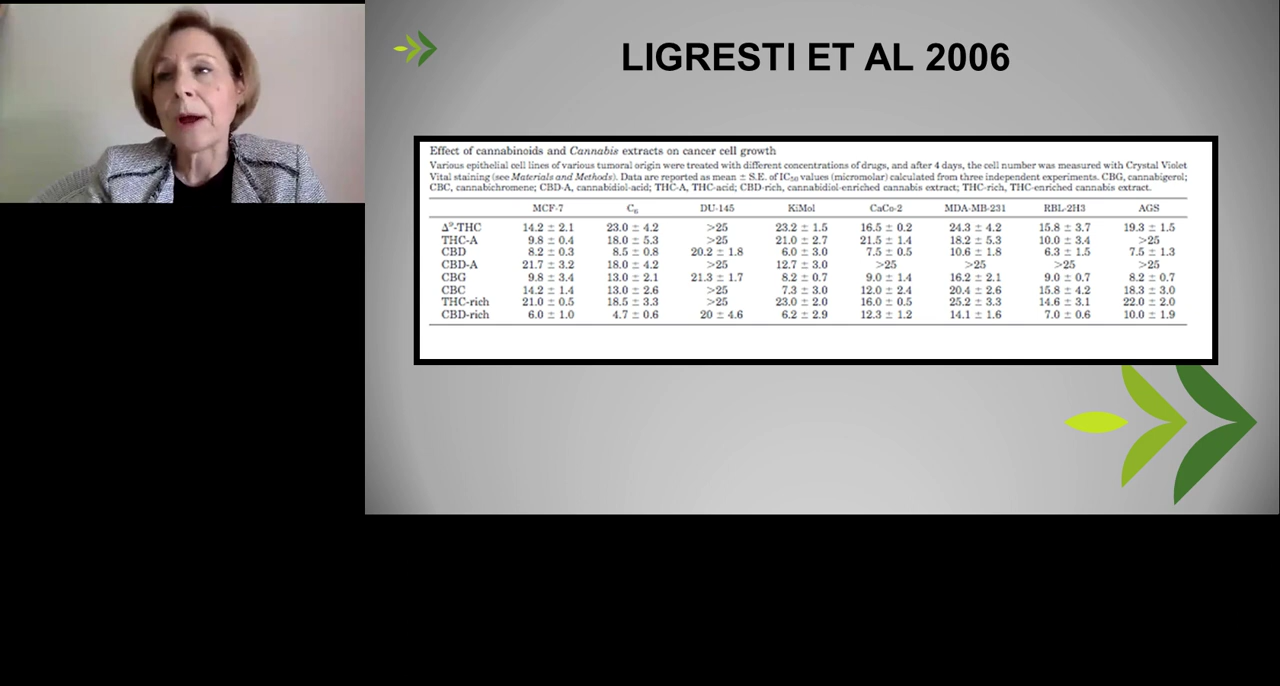 LIGRESTI ET AL 2006
Effect of cannabinoids and Cannabis extracts on cancer cell growth
Various epithelial cell lines of various tumoral origin were treated with different concentrations of drugs, and after 4 days, the cell number was measured with Crystal Violet
Vital staining (see Materials and Methods). Data are reported as mean ± S.E. of IC₅₀ values (micromolar) calculated from three independent experiments. CBG, cannabigerol;
CBC, cannabichromene; CBD-A, cannabidiol-acid; THC-A, THC-acid; CBD-rich, cannabidiol-enriched cannabis extract; THC-rich, THC-enriched cannabis extract.
MCF-7 C₆ DU-145 KiMol CaCo-2 MDA-MB-231 RBL-2H3 AGS
Δ⁹-THC 14.2 ± 2.1 23.0 ± 4.2 >25 23.2 ± 1.5 16.5 ± 0.2 24.3 ± 4.2 15.8 ± 3.7 19.3 ± 1.5
THC-A 9.8 ± 0.4 18.0 ± 5.3 >25 21.0 ± 2.7 21.5 ± 1.4 18.2 ± 5.3 10.0 ± 3.4 >25
CBD 8.2 ± 0.3 8.5 ± 0.8 20.2 ± 1.8 6.0 ± 3.0 7.5 ± 0.5 10.6 ± 1.8 6.3 ± 1.5 7.5 ± 1.3
CBD-A 21.7 ± 3.2 18.0 ± 4.2 >25 12.7 ± 3.0 >25 >25 >25 >25
CBG 9.8 ± 3.4 13.0 ± 2.1 21.3 ± 1.7 8.2 ± 0.7 9.0 ± 1.4 16.2 ± 2.1 9.0 ± 0.7 8.2 ± 0.7
CBC 14.2 ± 1.4 13.0 ± 2.6 >25 7.3 ± 3.0 12.0 ± 2.4 20.4 ± 2.6 15.8 ± 4.2 18.3 ± 3.0
THC-rich 21.0 ± 0.5 18.5 ± 3.3 >25 23.0 ± 2.0 16.0 ± 0.5 25.2 ± 3.3 14.6 ± 3.1 22.0 ± 2.0
CBD-rich 6.0 ± 1.0 4.7 ± 0.6 20 ± 4.6 6.2 ± 2.9 12.3 ± 1.2 14.1 ± 1.6 7.0 ± 0.6 10.0 ± 1.9